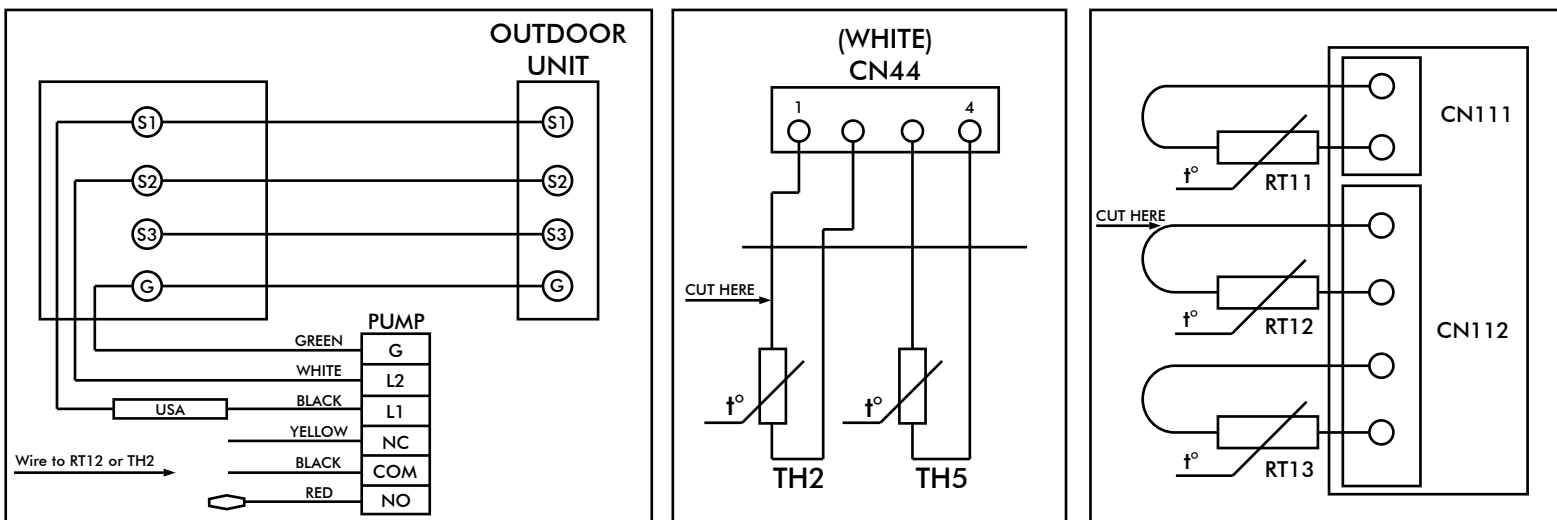 OUTDOOR
UNIT
S1
S1
S2
S2
S3
S3
G
G
PUMP
GREEN
G
WHITE
L2
USA
BLACK
L1
YELLOW
NC
Wire to RT12 or TH2
BLACK
COM
RED
NO
(WHITE)
CN44
1
4
CUT HERE
t°
t°
TH2
TH5
CN111
t°
RT11
CUT HERE
t°
RT12
CN112
t°
RT13